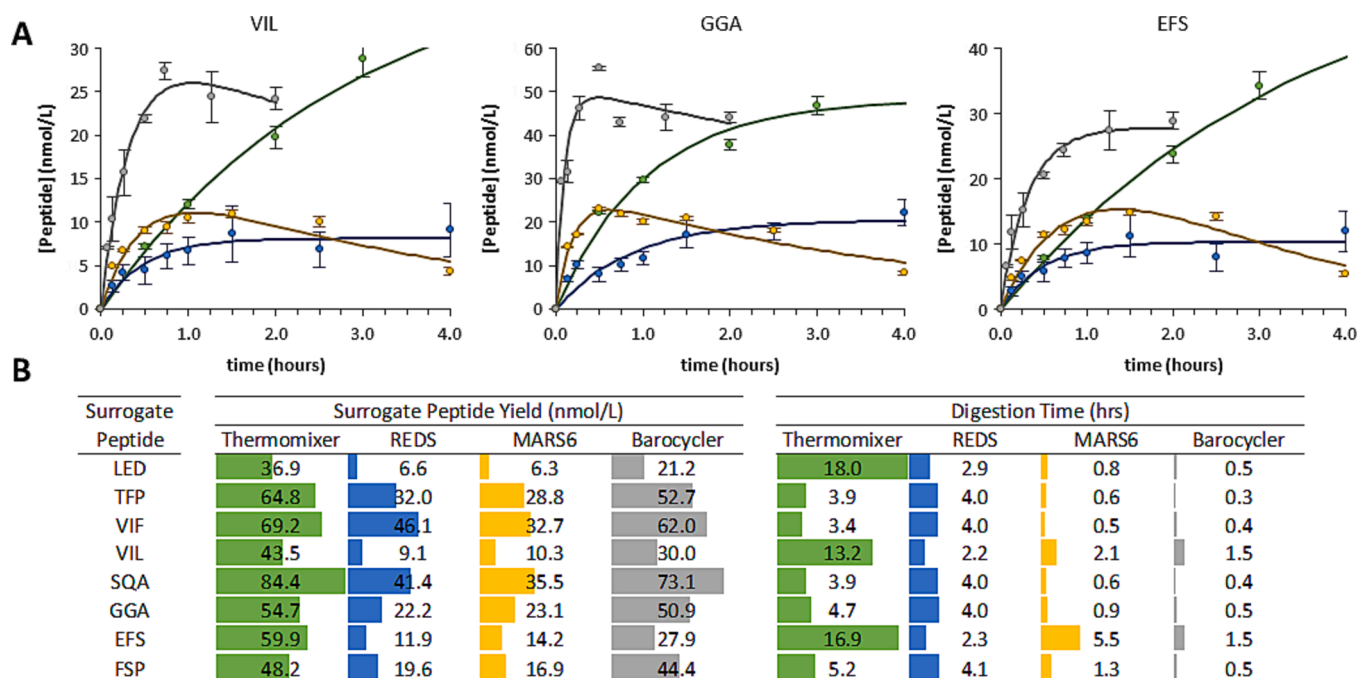 A
VIL
GGA
EFS
[Peptide] (nmol/L)
30
25
20
15
10
5
0
0.0 1.0 2.0 3.0 4.0
time (hours)
[Peptide] (nmol/L)
60
50
40
30
20
10
0
0.0 1.0 2.0 3.0 4.0
time (hours)
[Peptide] (nmol/L)
40
30
20
10
0
0.0 1.0 2.0 3.0 4.0
time (hours)
B
Surrogate Surrogate Peptide Yield (nmol/L) Digestion Time (hrs)
Peptide Thermomixer REDS MARS6 Barocycler Thermomixer REDS MARS6 Barocycler
LED 36.9 6.6 6.3 21.2 18.0 2.9 0.8 0.5
TFP 64.8 32.0 28.8 52.7 3.9 4.0 0.6 0.3
VIF 69.2 46.1 32.7 62.0 3.4 4.0 0.5 0.4
VIL 43.5 9.1 10.3 30.0 13.2 2.2 2.1 1.5
SQA 84.4 41.4 35.5 73.1 3.9 4.0 0.6 0.4
GGA 54.7 22.2 23.1 50.9 4.7 4.0 0.9 0.5
EFS 59.9 11.9 14.2 27.9 16.9 2.3 5.5 1.5
FSP 48.2 19.6 16.9 44.4 5.2 4.1 1.3 0.5